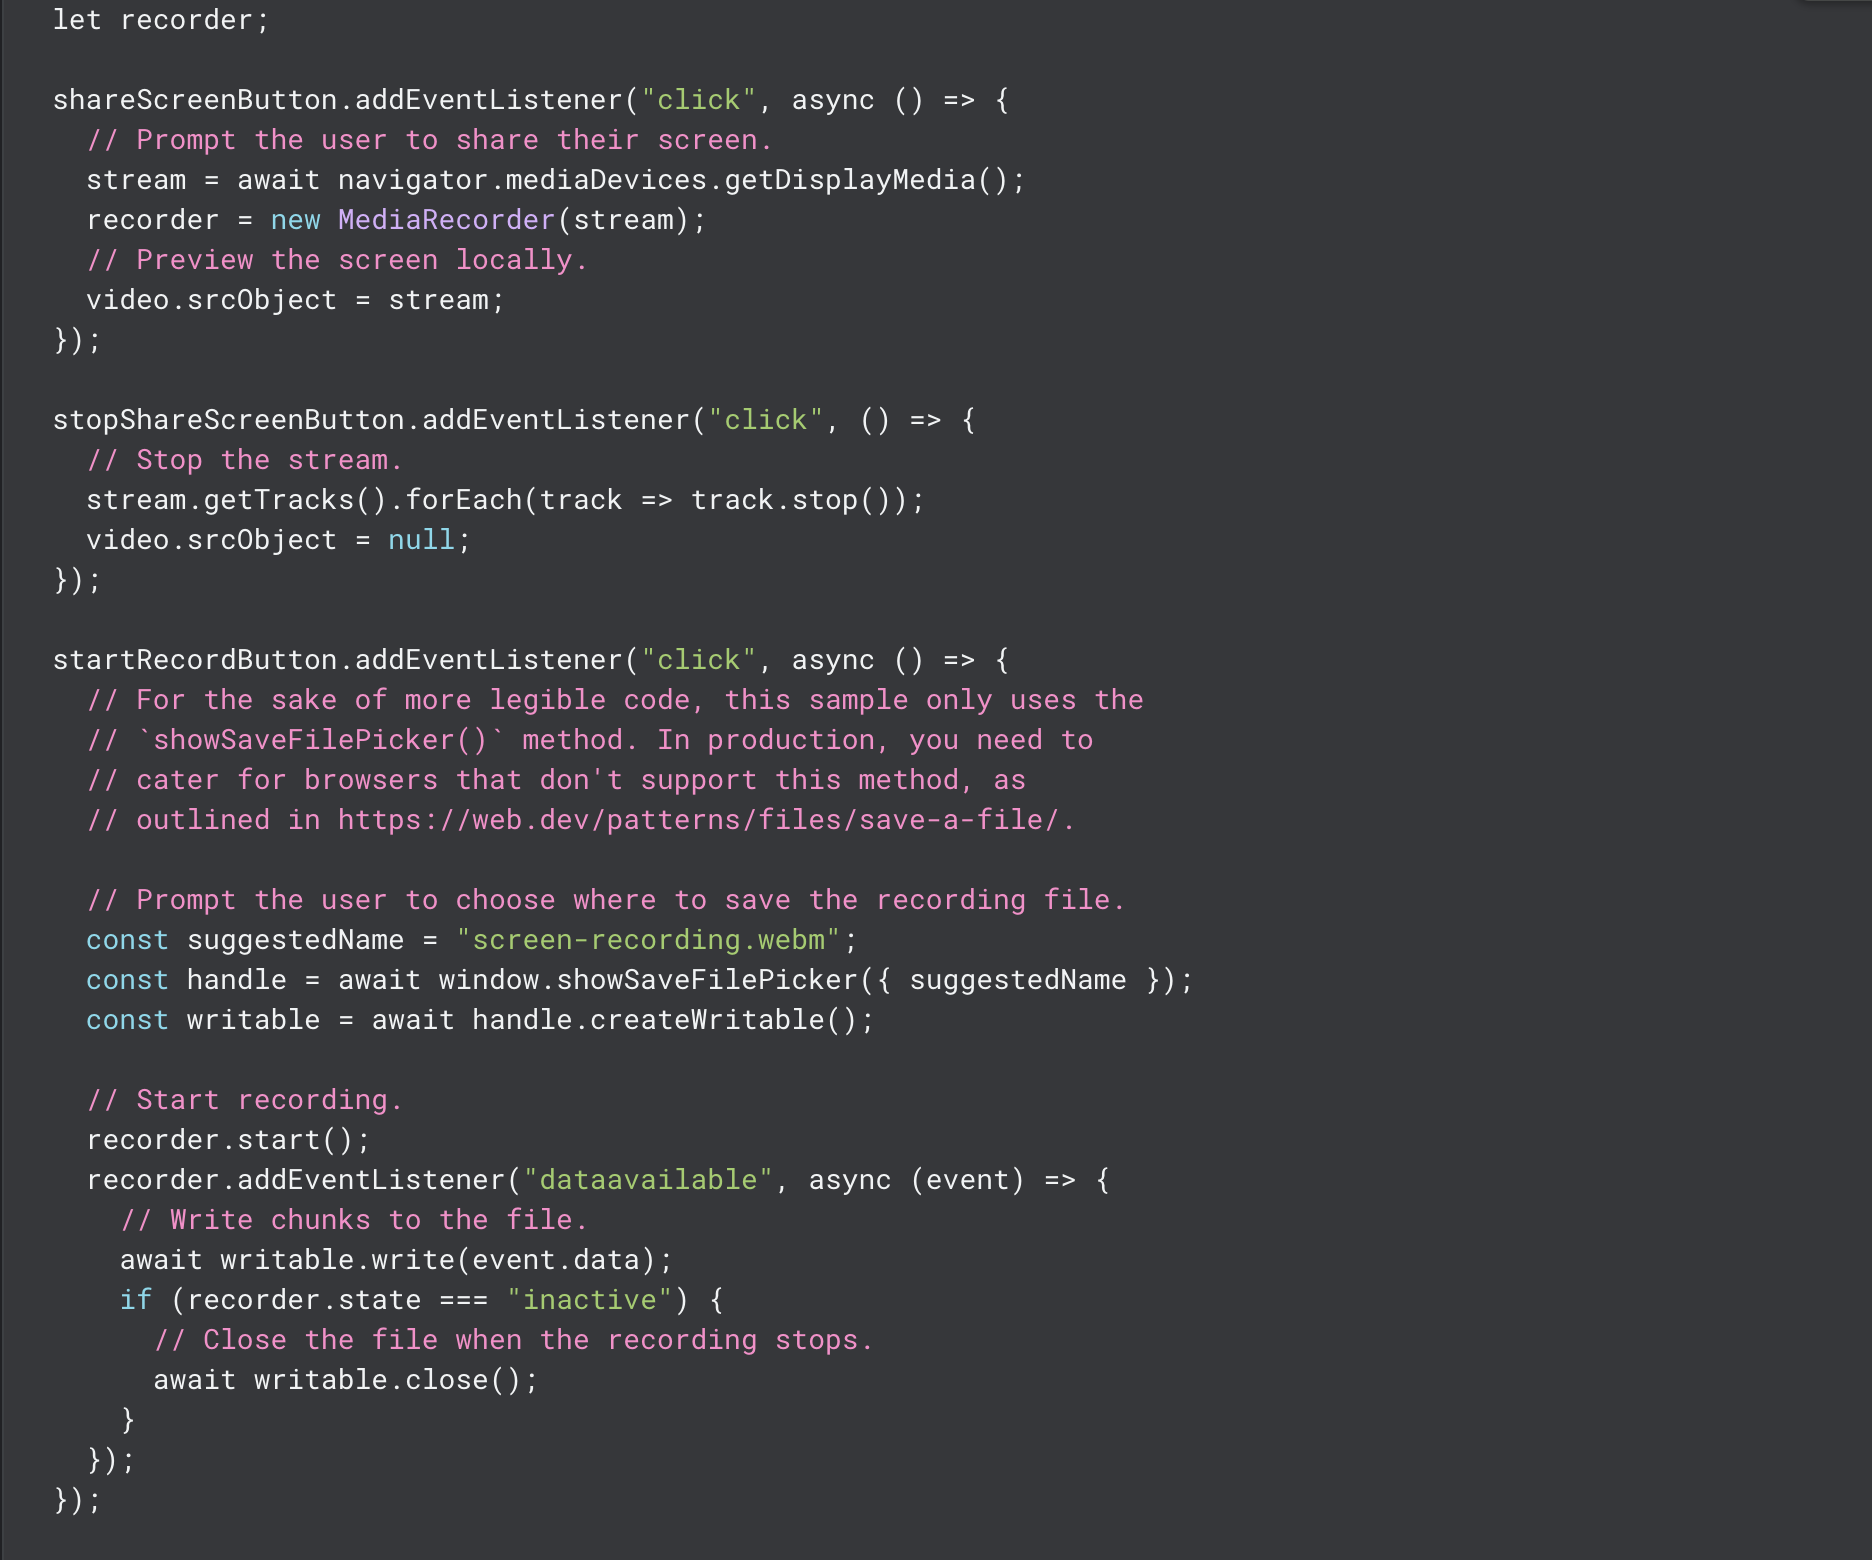 let recorder;

shareScreenButton.addEventListener("click", async () => {
  // Prompt the user to share their screen.
  stream = await navigator.mediaDevices.getDisplayMedia();
  recorder = new MediaRecorder(stream);
  // Preview the screen locally.
  video.srcObject = stream;
});

stopShareScreenButton.addEventListener("click", () => {
  // Stop the stream.
  stream.getTracks().forEach(track => track.stop());
  video.srcObject = null;
});

startRecordButton.addEventListener("click", async () => {
  // For the sake of more legible code, this sample only uses the
  // `showSaveFilePicker()` method. In production, you need to
  // cater for browsers that don't support this method, as
  // outlined in https://web.dev/patterns/files/save-a-file/.

  // Prompt the user to choose where to save the recording file.
  const suggestedName = "screen-recording.webm";
  const handle = await window.showSaveFilePicker({ suggestedName });
  const writable = await handle.createWritable();

  // Start recording.
  recorder.start();
  recorder.addEventListener("dataavailable", async (event) => {
    // Write chunks to the file.
    await writable.write(event.data);
    if (recorder.state === "inactive") {
      // Close the file when the recording stops.
      await writable.close();
    }
  });
});